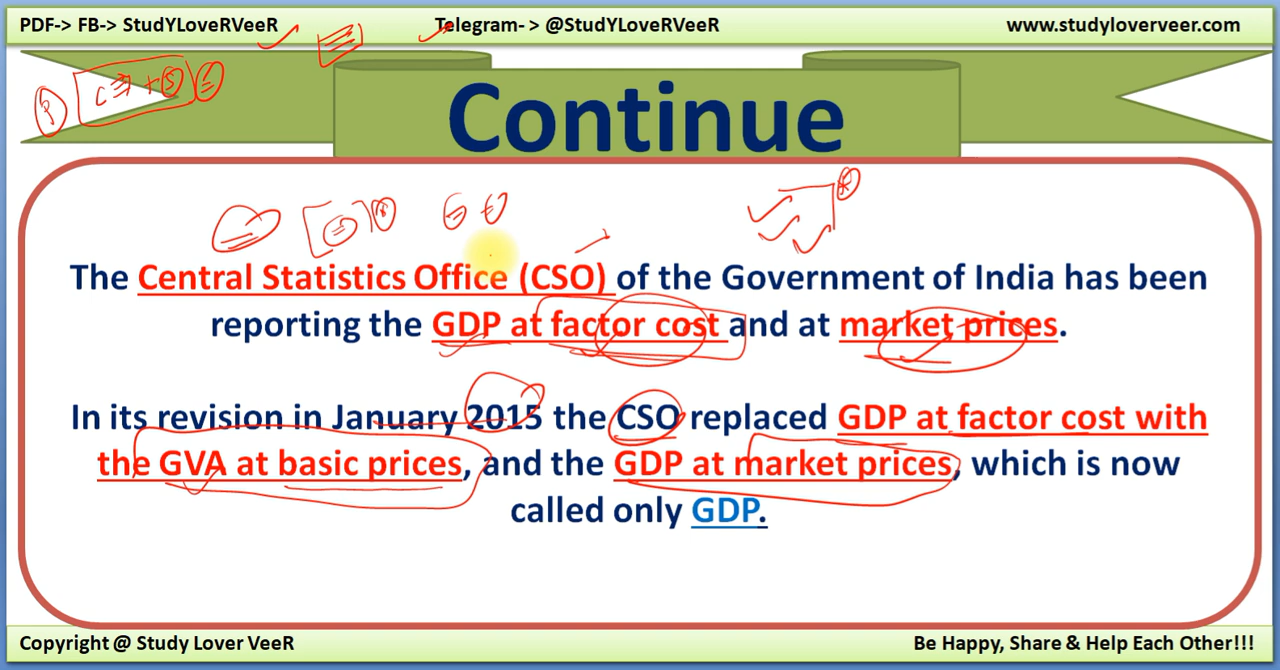 PDF-> FB-> StudYLoveRVeeR Telegram- > @StudYLoveRVeeR www.studyloverveer.com
Continue
The Central Statistics Office (CSO) of the Government of India has been
reporting the GDP at factor cost and at market prices.
In its revision in January 2015 the CSO replaced GDP at factor cost with
the GVA at basic prices, and the GDP at market prices, which is now
called only GDP.
Copyright @ Study Lover VeeR Be Happy, Share & Help Each Other!!!